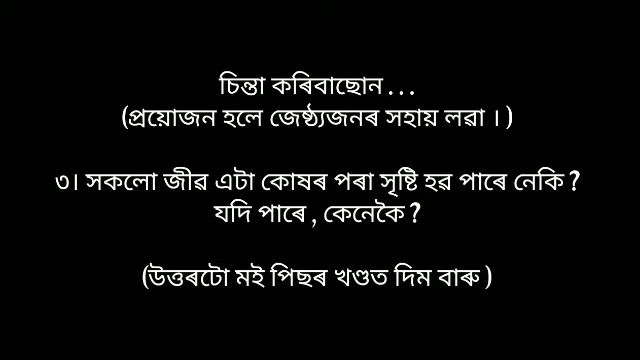 চিন্তা কৰিবাছোন...
(প্ৰয়োজন হলে জেষ্ঠ্যজনৰ সহায় লৱা ।)
৩। সকলো জীৱ এটা কোষৰ পৰা সৃষ্টি হৱ পাৰে নেকি?
যদি পাৰে, কেনেকৈ?
(উত্তৰটো মই পিছৰ খণ্ডত দিম বাৰু)